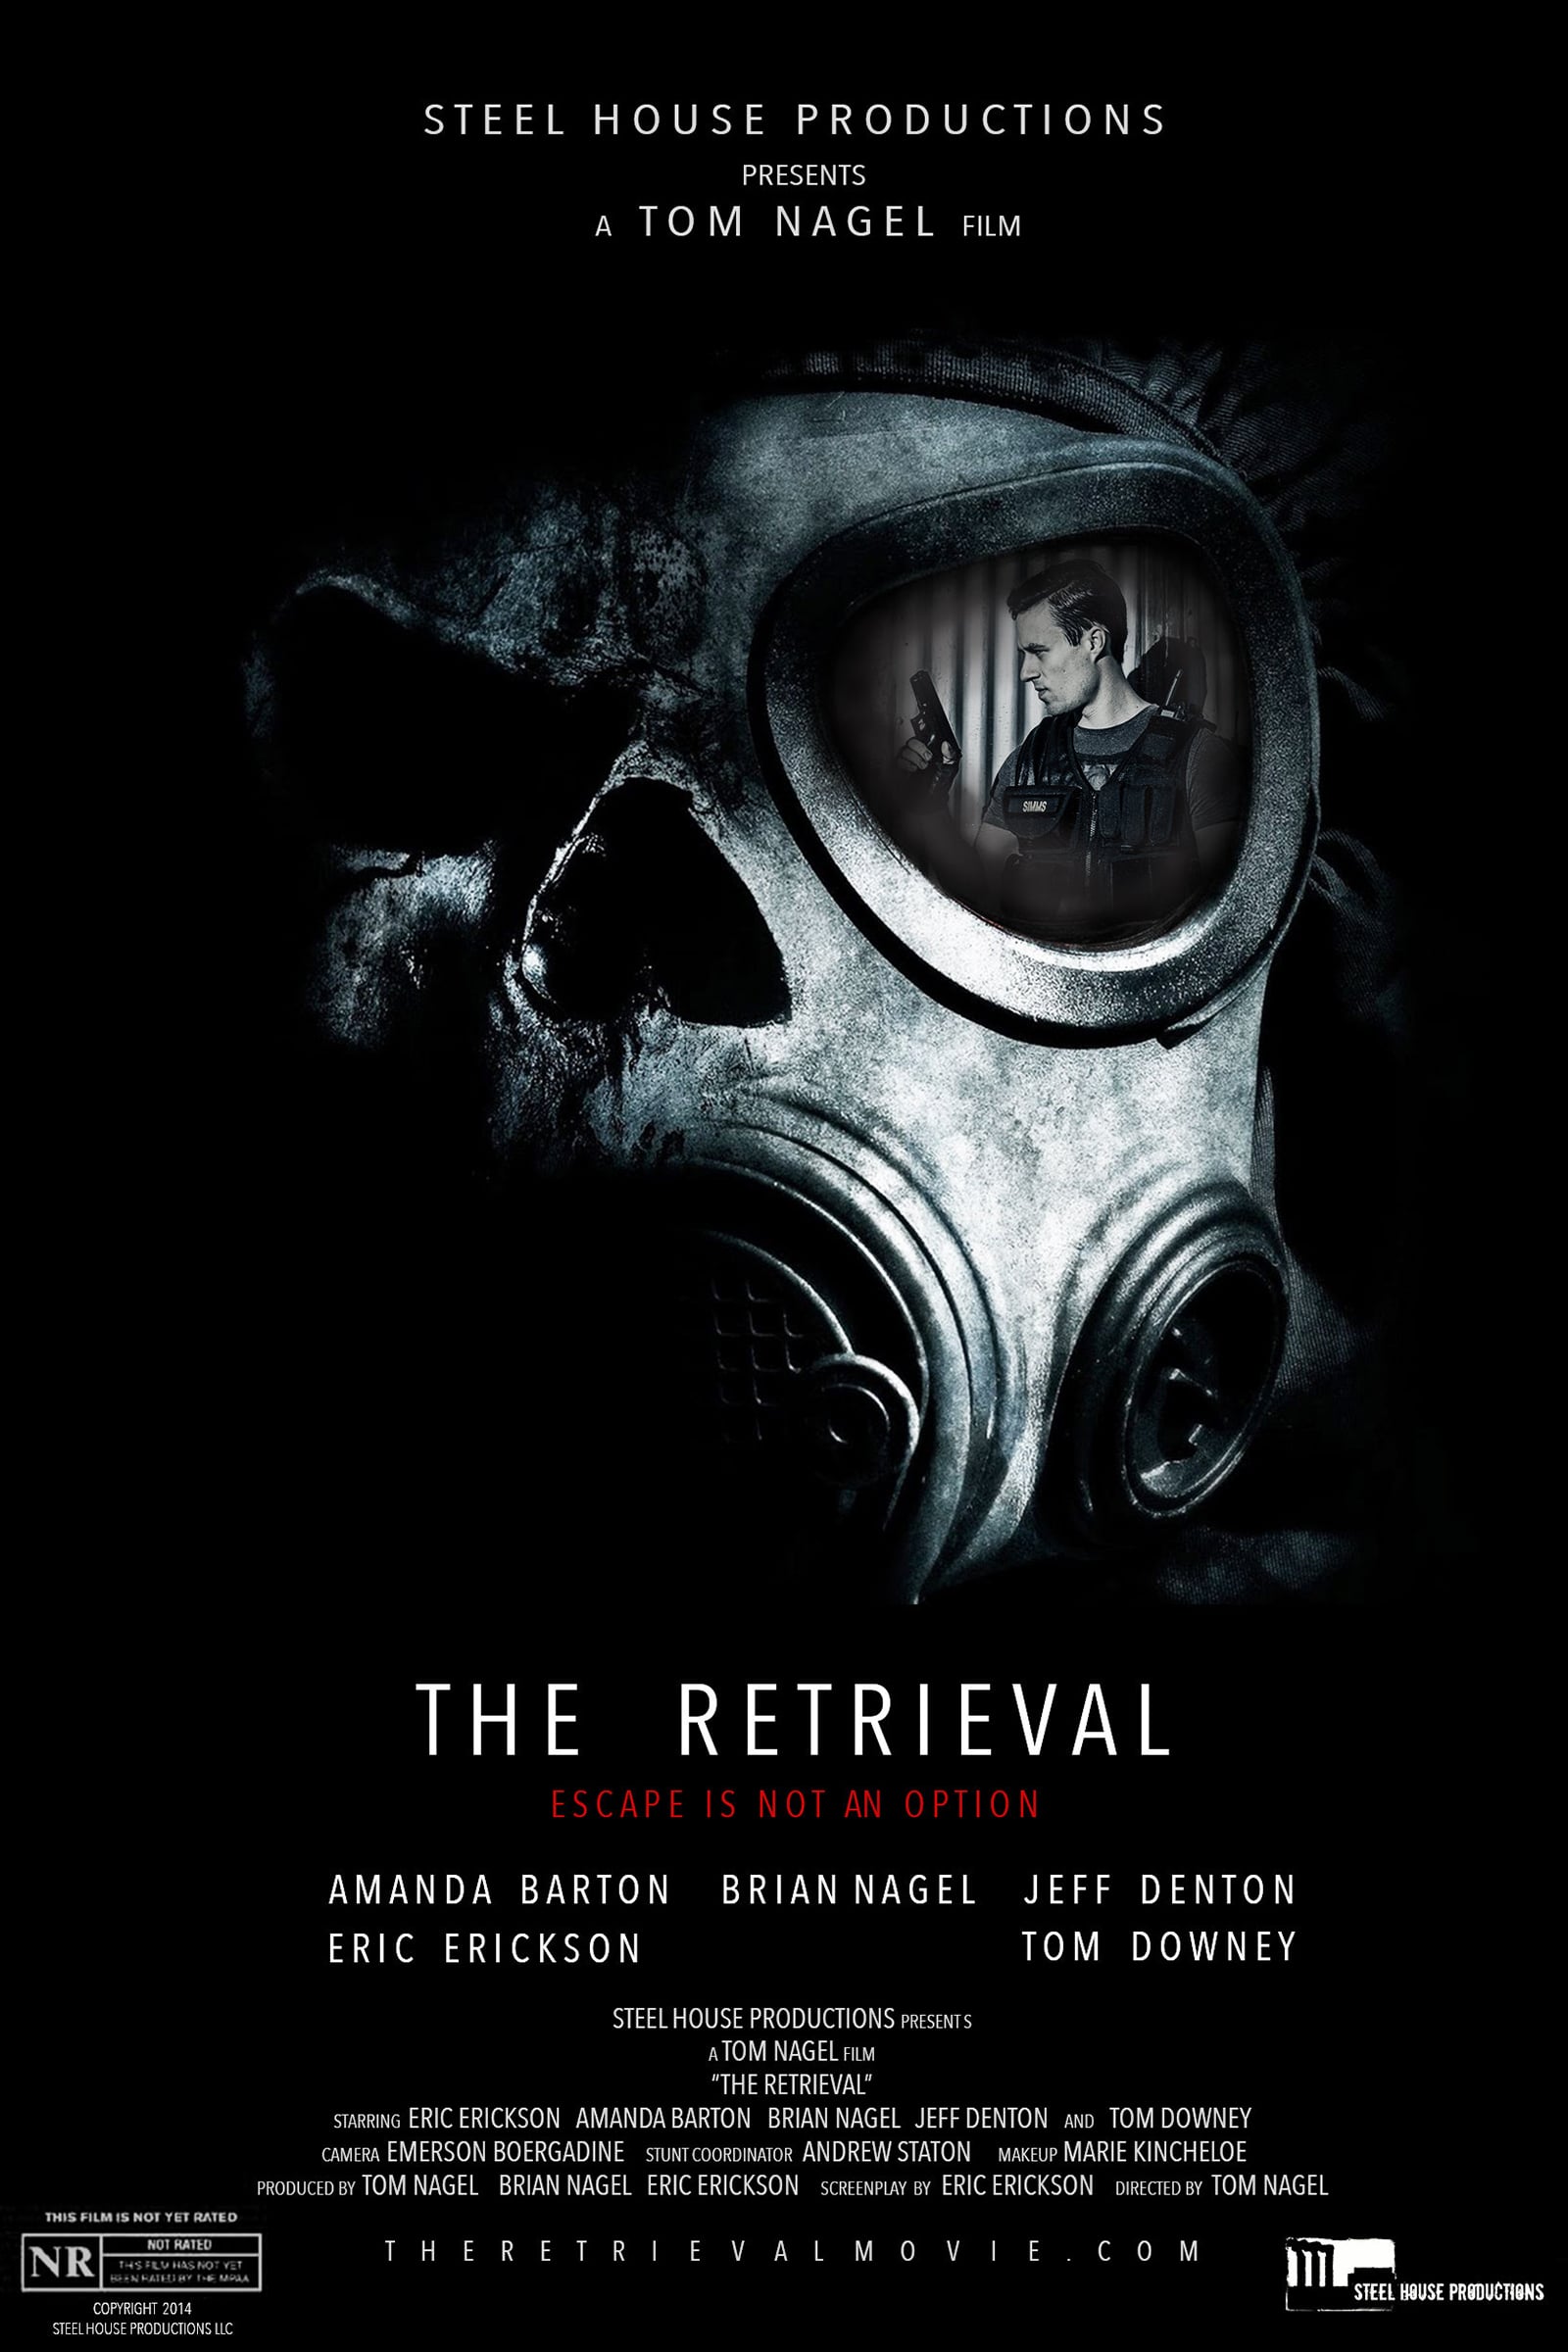 STEEL HOUSE PRODUCTIONS
PRESENTS
A TOM NAGEL FILM
SIMMS
THE RETRIEVAL
ESCAPE IS NOT AN OPTION
AMANDA BARTON BRIAN NAGEL JEFF DENTON
ERIC ERICKSON TOM DOWNEY
STEEL HOUSE PRODUCTIONS PRESENTS
A TOM NAGEL FILM
"THE RETRIEVAL"
STARRING ERIC ERICKSON AMANDA BARTON BRIAN NAGEL JEFF DENTON AND TOM DOWNEY
CAMERA EMERSON BOERGADINE STUNT COORDINATOR ANDREW STATON MAKEUP MARIE KINCHELOE
PRODUCED BY TOM NAGEL BRIAN NAGEL ERIC ERICKSON SCREENPLAY BY ERIC ERICKSON DIRECTED BY TOM NAGEL
THIS FILM IS NOT YET RATED
NR NOT RATED
THIS FILM HAS NOT YET
BEEN RATED BY THE MPAA
COPYRIGHT 2014
STEEL HOUSE PRODUCTIONS LLC
THERETRIEVALMOVIE.COM
STEEL HOUSE PRODUCTIONS